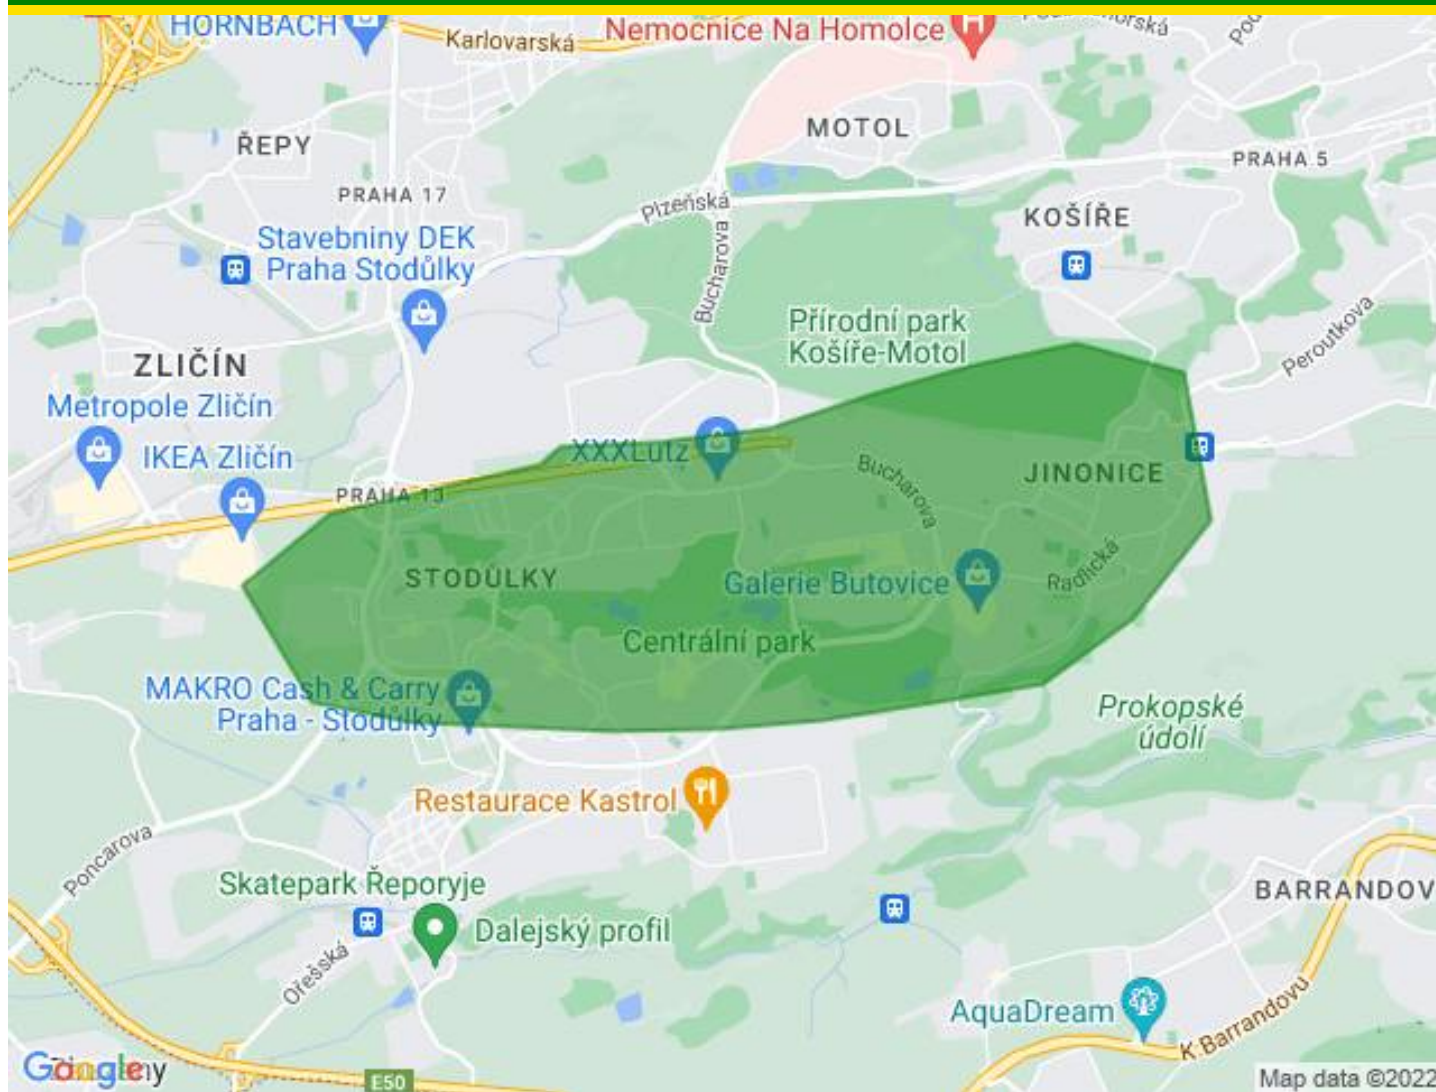 HORNBACH
Karlovarská
Nemocnice Na Homolce
MOTOL
ŘEPY
PRAHA 5
PRAHA 17
Plzeňská
KOŠÍŘE
Stavebniny DEK
Praha Stodůlky
Bucharova
Přírodní park
Košíře-Motol
Peroutkova
ZLIČÍN
Metropole Zličín
IKEA Zličín
XXXLutz
Bucharova
JINONICE
PRAHA 13
STODŮLKY
Galerie Butovice
Radlická
Centrální park
MAKRO Cash & Carry
Praha - Stodůlky
Prokopské
údolí
Restaurace Kastrol
Poncarova
Skatepark Řeporyje
BARRANDOV
Dalejský profil
Ořešská
AquaDream
K Barrandovu
Google
E50
Map data ©2022